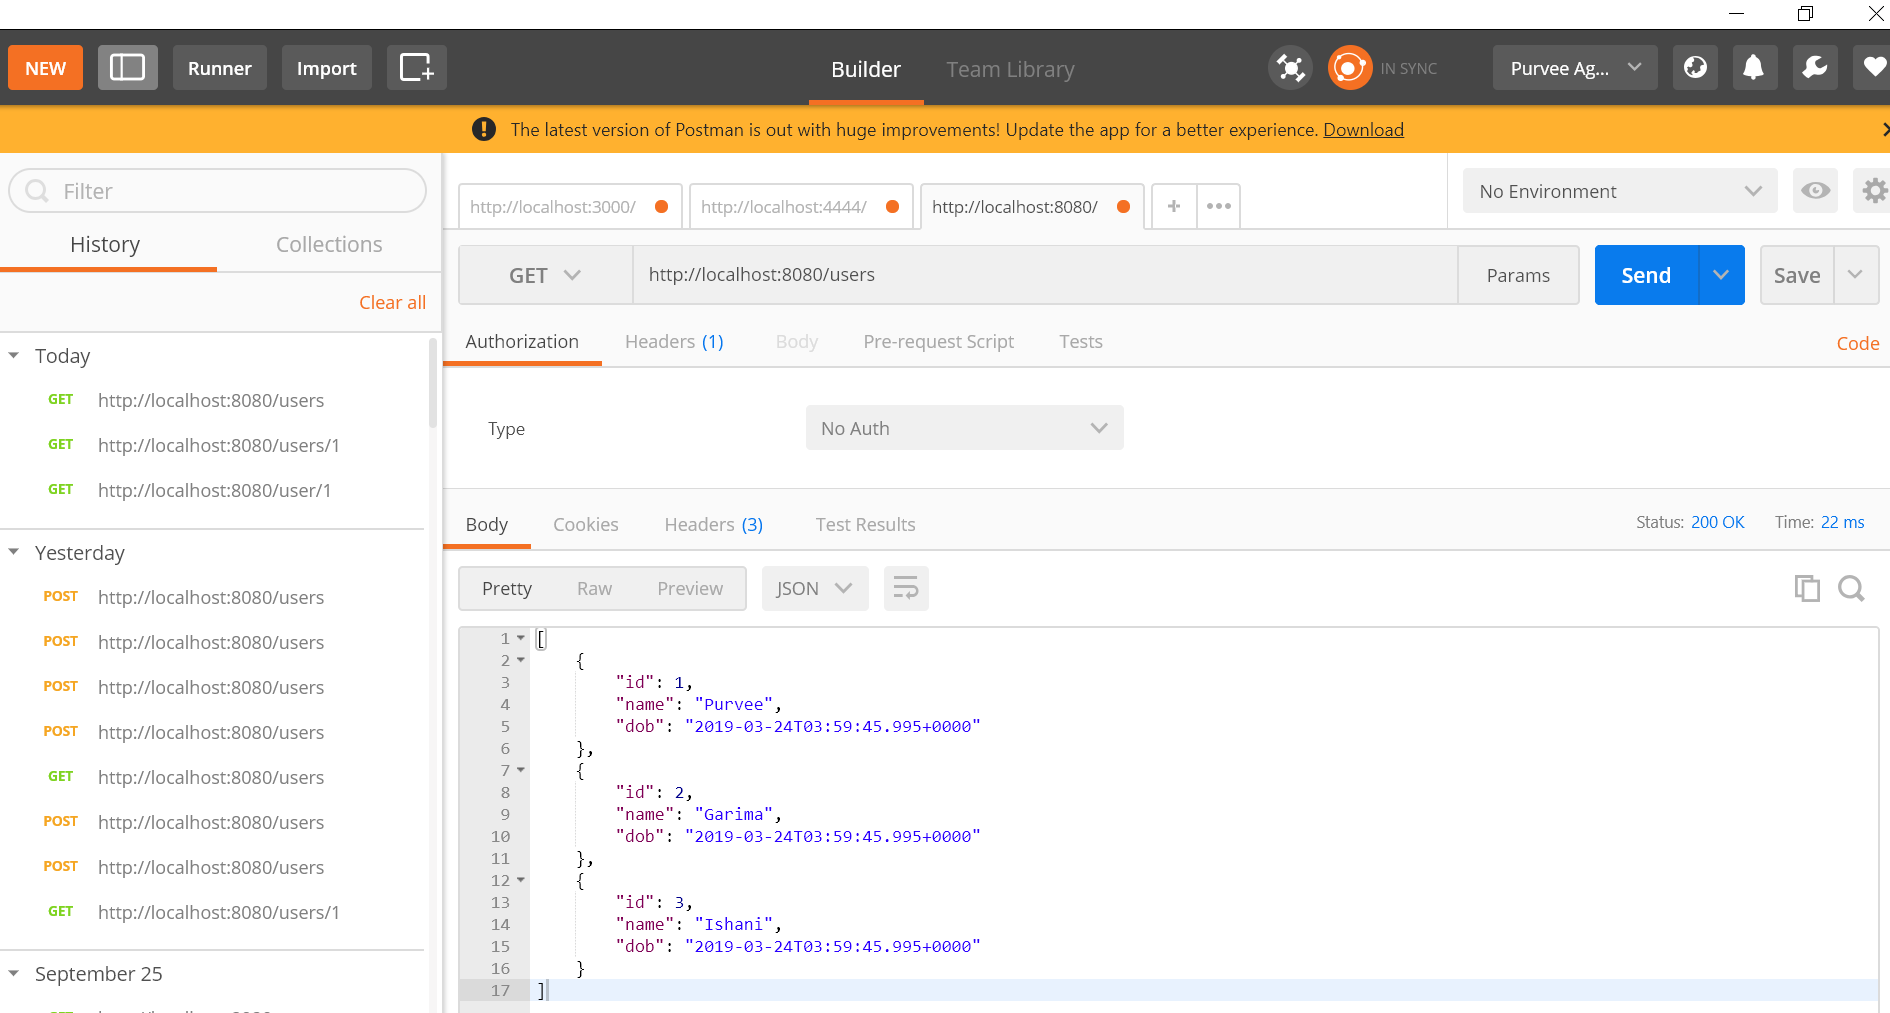 NEW Runner Import Builder Team Library IN SYNC Purvee Ag...
The latest version of Postman is out with huge improvements! Update the app for a better experience. Download
Filter
History Collections
Clear all
Today
GET http://localhost:8080/users
GET http://localhost:8080/users/1
GET http://localhost:8080/user/1
Yesterday
POST http://localhost:8080/users
POST http://localhost:8080/users
POST http://localhost:8080/users
POST http://localhost:8080/users
GET http://localhost:8080/users
POST http://localhost:8080/users
POST http://localhost:8080/users
GET http://localhost:8080/users/1
September 25
http://localhost:3000/ http://localhost:4444/ http://localhost:8080/ + ••• No Environment
GET http://localhost:8080/users Params Send Save
Authorization Headers (1) Body Pre-request Script Tests Code
Type No Auth
Body Cookies Headers (3) Test Results Status: 200 OK Time: 22 ms
Pretty Raw Preview JSON
1 [
2 {
3 "id": 1,
4 "name": "Purvee",
5 "dob": "2019-03-24T03:59:45.995+0000"
6 },
7 {
8 "id": 2,
9 "name": "Garima",
10 "dob": "2019-03-24T03:59:45.995+0000"
11 },
12 {
13 "id": 3,
14 "name": "Ishani",
15 "dob": "2019-03-24T03:59:45.995+0000"
16 }
17 ]